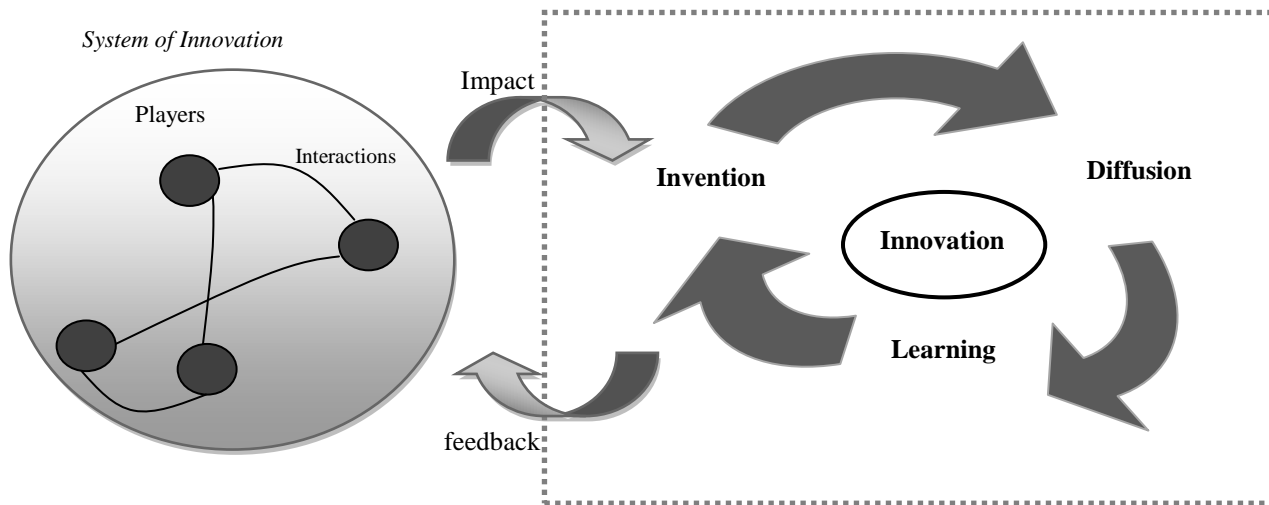 System of Innovation
Players
Interactions
Impact
feedback
Invention
Diffusion
Innovation
Learning